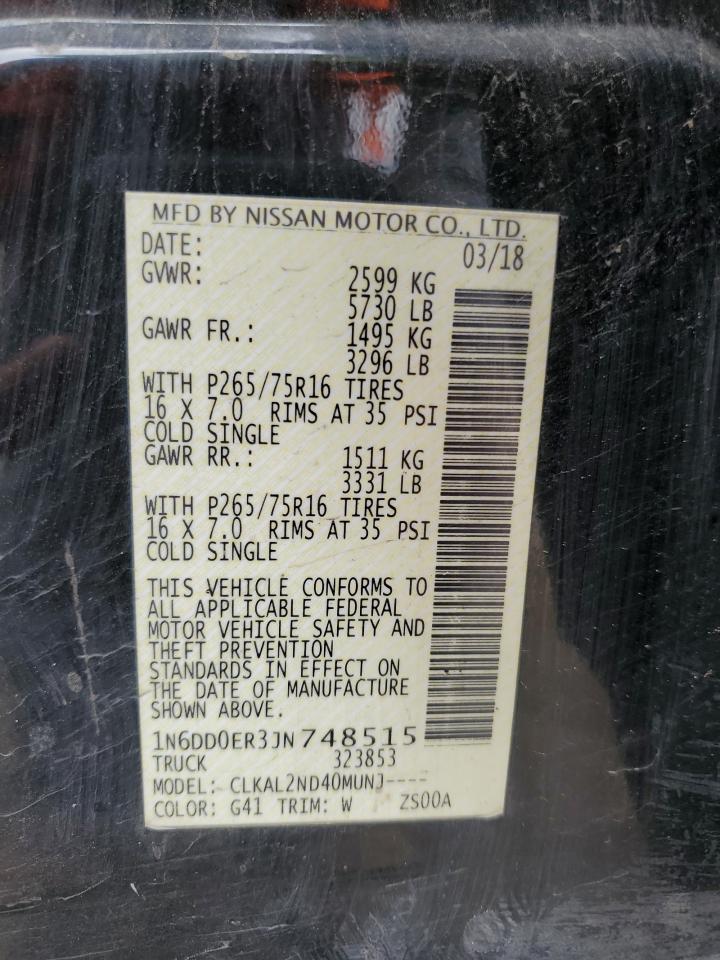 MFD BY NISSAN MOTOR CO., LTD.
DATE: 03/18
GVWR: 2599 KG
5730 LB
GAWR FR.: 1495 KG
3296 LB
WITH P265/75R16 TIRES
16 X 7.0 RIMS AT 35 PSI
COLD SINGLE
GAWR RR.: 1511 KG
3331 LB
WITH P265/75R16 TIRES
16 X 7.0 RIMS AT 35 PSI
COLD SINGLE
THIS VEHICLE CONFORMS TO
ALL APPLICABLE FEDERAL
MOTOR VEHICLE SAFETY AND
THEFT PREVENTION
STANDARDS IN EFFECT ON
THE DATE OF MANUFACTURE
SHOWN ABOVE.
1N6DD0ER3JN748515
TRUCK 323853
MODEL: CLKAL2ND40MUNJ----
COLOR: G41 TRIM: W ZS00A